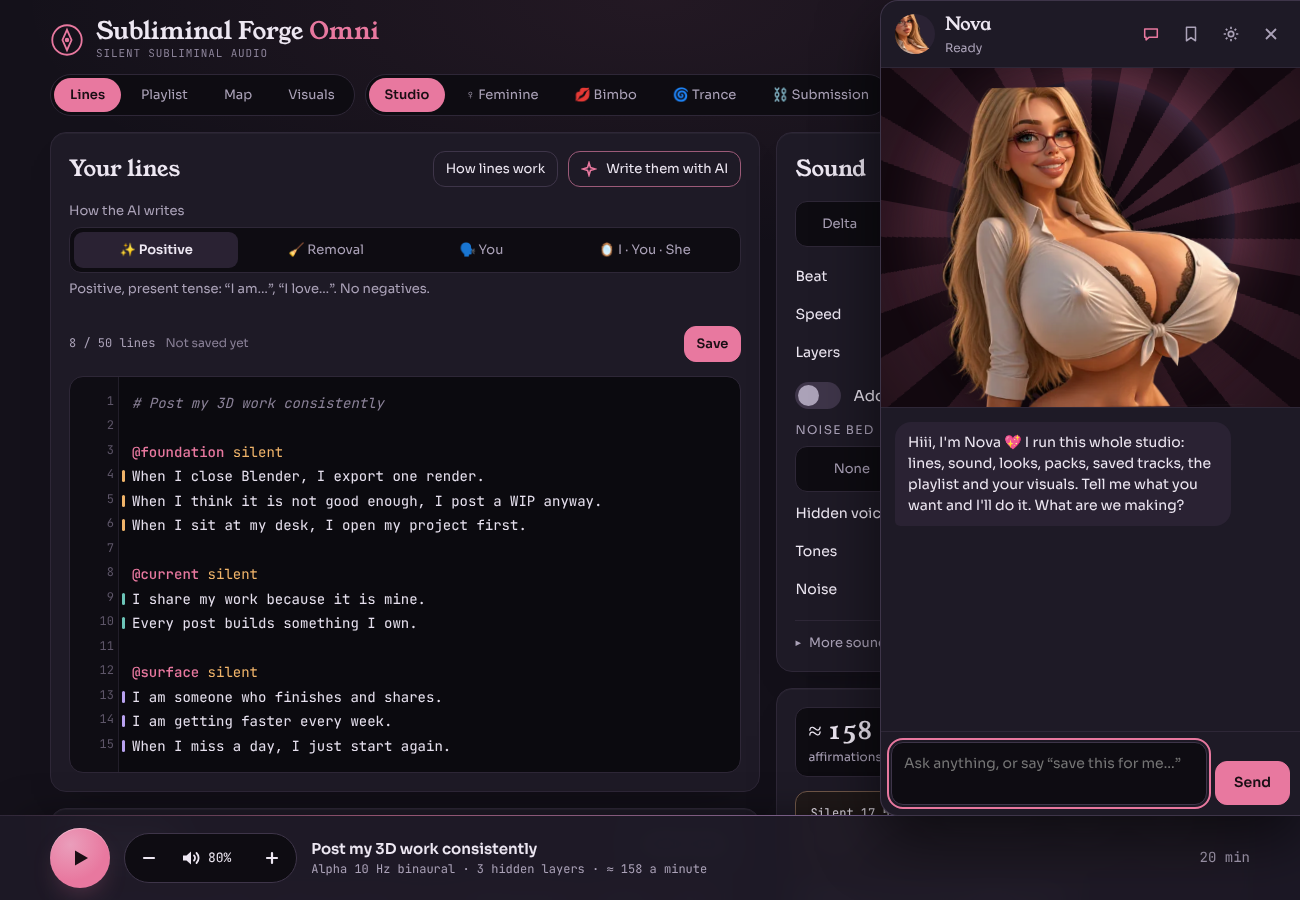 Subliminal Forge Omni
SILENT SUBLIMINAL AUDIO
Lines
Playlist
Map
Visuals
Studio
♀ Feminine
💋 Bimbo
🌀 Trance
⛓️ Submission
Your lines
How lines work
Write them with AI
How the AI writes
✨ Positive
🧹 Removal
🗣️ You
🪞 I · You · She
Positive, present tense: “I am…”, “I love…”. No negatives.
8 / 50 lines Not saved yet
Save
1 # Post my 3D work consistently
2
3 @foundation silent
4 When I close Blender, I export one render.
5 When I think it is not good enough, I post a WIP anyway.
6 When I sit at my desk, I open my project first.
7
8 @current silent
9 I share my work because it is mine.
10 Every post builds something I own.
11
12 @surface silent
13 I am someone who finishes and shares.
14 I am getting faster every week.
15 When I miss a day, I just start again.
Sound
Delta
Beat
Speed
Layers
NOISE BED
None
Tones
Noise
≈ 158
affirmations
Nova
Ready
Hiii, I'm Nova 💖 I run this whole studio:
lines, sound, looks, packs, saved tracks, the
playlist and your visuals. Tell me what you
want and I'll do it. What are we making?
Ask anything, or say “save this for me…”
Send
80%
Post my 3D work consistently
Alpha 10 Hz binaural · 3 hidden layers · ≈ 158 a minute
20 min